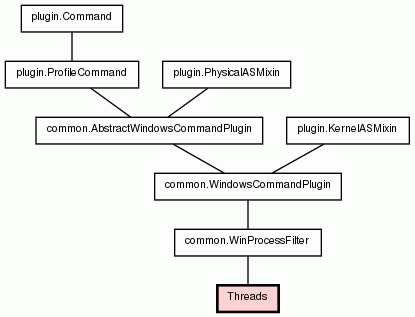 plugin.Command
plugin.ProfileCommand
plugin.PhysicalASMixin
common.AbstractWindowsCommandPlugin
plugin.KernelASMixin
common.WindowsCommandPlugin
common.WinProcessFilter
Threads